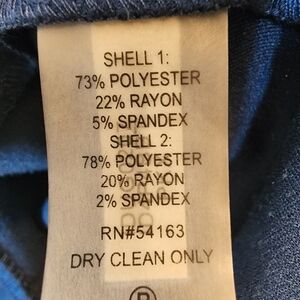 SHELL 1:
73% POLYESTER
22% RAYON
5% SPANDEX
SHELL 2:
78% POLYESTER
20% RAYON
2% SPANDEX
RN#54163
DRY CLEAN ONLY
P